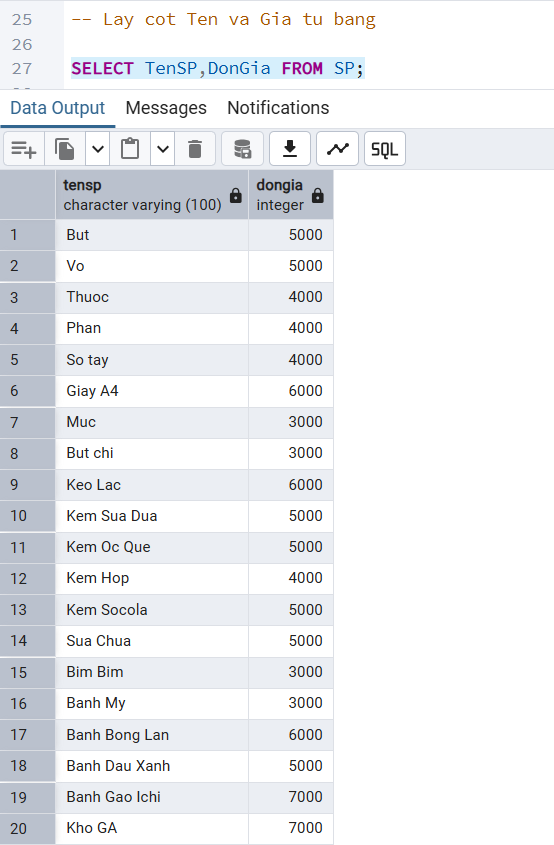 25 -- Lay cot Ten va Gia tu bang
26
27 SELECT TenSP,DonGia FROM SP;
Data Output Messages Notifications
SQL
tensp dongia
character varying (100) integer
1 But 5000
2 Vo 5000
3 Thuoc 4000
4 Phan 4000
5 So tay 4000
6 Giay A4 6000
7 Muc 3000
8 But chi 3000
9 Keo Lac 6000
10 Kem Sua Dua 5000
11 Kem Oc Que 5000
12 Kem Hop 4000
13 Kem Socola 5000
14 Sua Chua 5000
15 Bim Bim 3000
16 Banh My 3000
17 Banh Bong Lan 6000
18 Banh Dau Xanh 5000
19 Banh Gao Ichi 7000
20 Kho GA 7000